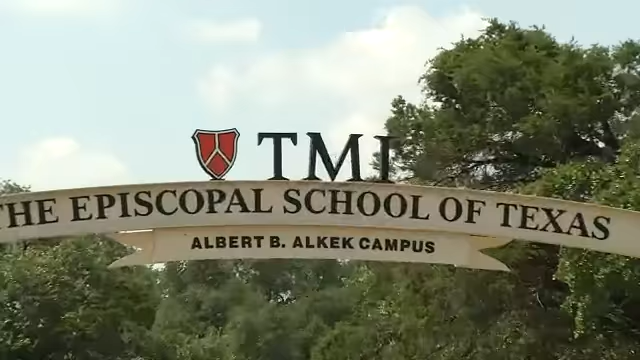 TMI
THE EPISCOPAL SCHOOL OF TEXAS
ALBERT B. ALKEK CAMPUS